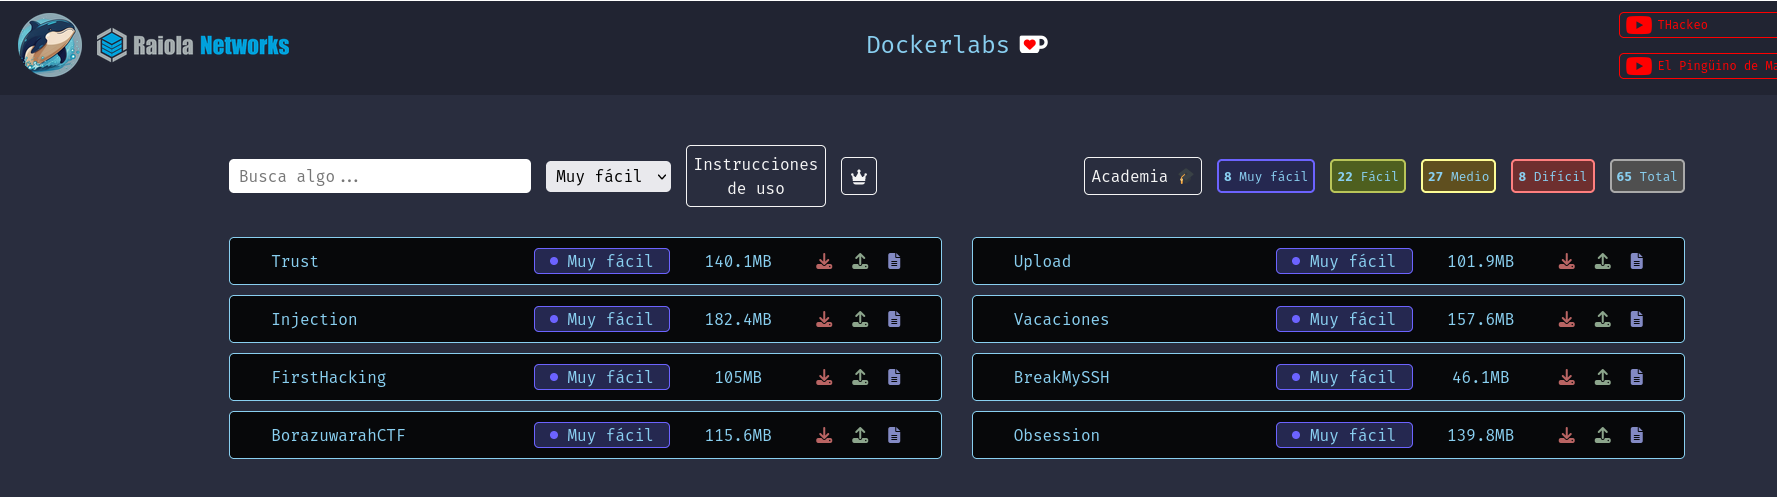 Raiola Networks
Dockerlabs
THackeo
El Pingüino de Ma
Busca algo...
Muy fácil
Instrucciones
de uso
Academia
8 Muy fácil
22 Fácil
27 Medio
8 Difícil
65 Total
Trust Muy fácil 140.1MB
Upload Muy fácil 101.9MB
Injection Muy fácil 182.4MB
Vacaciones Muy fácil 157.6MB
FirstHacking Muy fácil 105MB
BreakMySSH Muy fácil 46.1MB
BorazuwarahCTF Muy fácil 115.6MB
Obsession Muy fácil 139.8MB